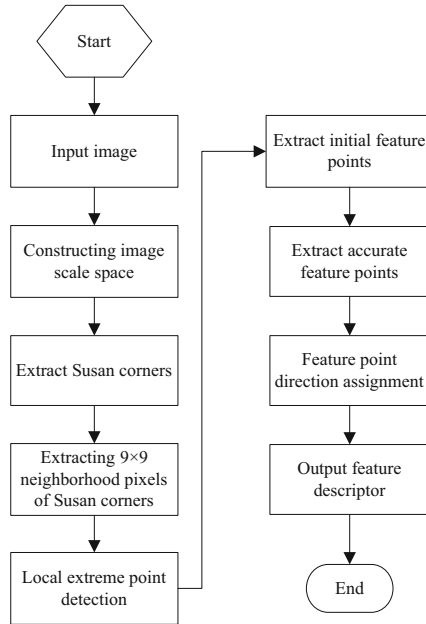 Start
Input image
Constructing image
scale space
Extract Susan corners
Extracting 9×9
neighborhood pixels
of Susan corners
Local extreme point
detection
Extract initial feature
points
Extract accurate
feature points
Feature point
direction assignment
Output feature
descriptor
End